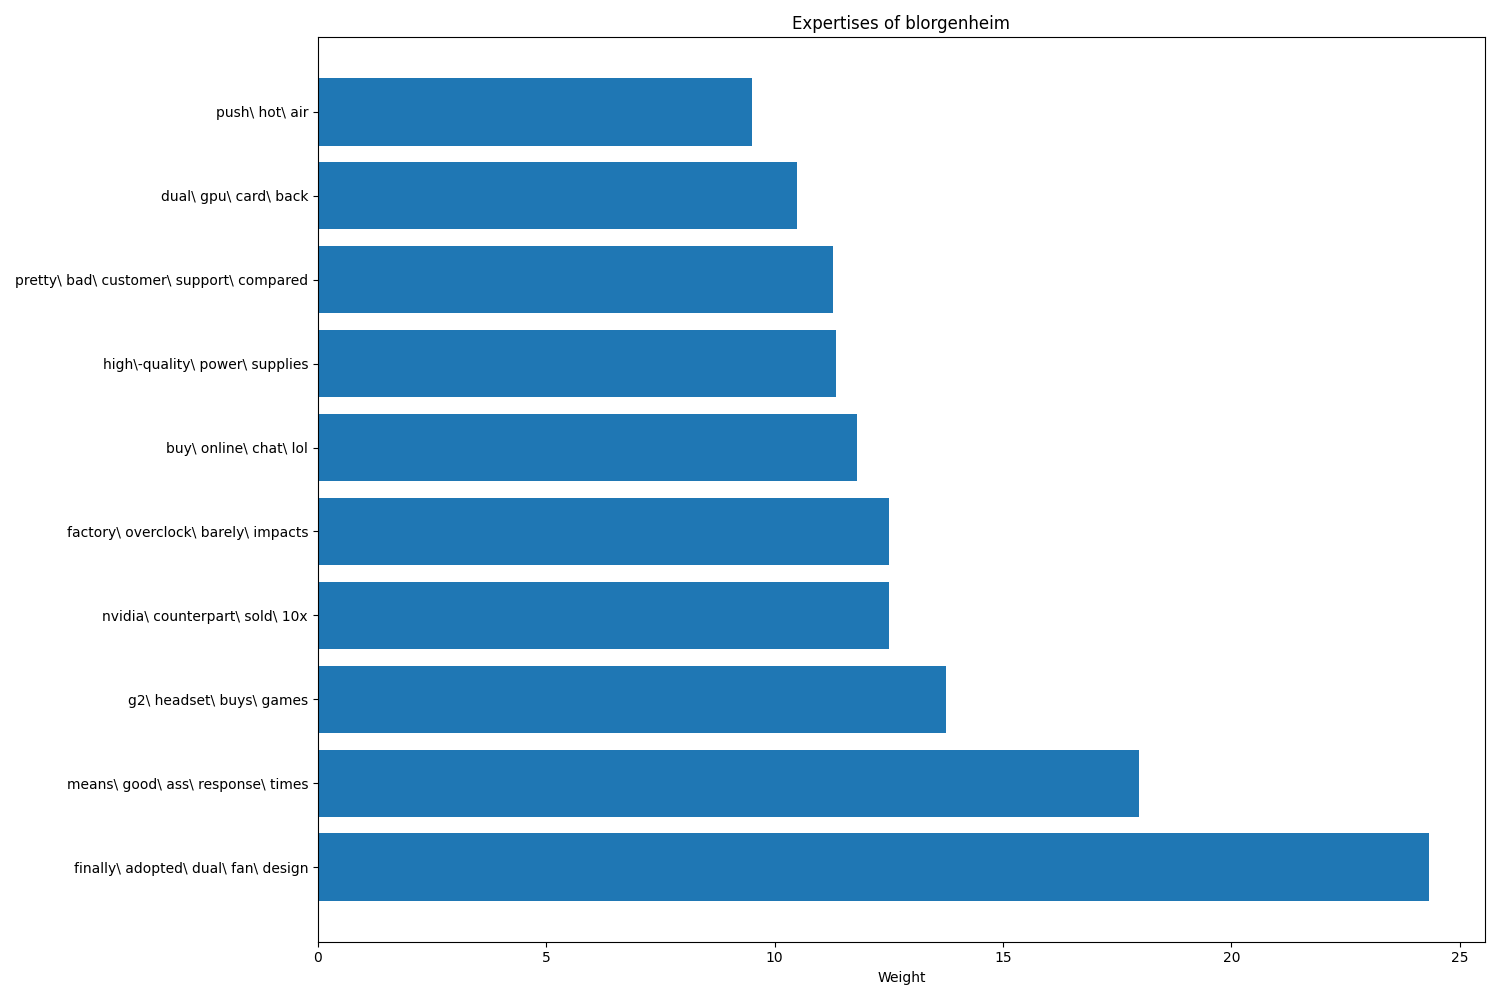 Expertises of blorgenheim
push\ hot\ air
dual\ gpu\ card\ back
pretty\ bad\ customer\ support\ compared
high\-quality\ power\ supplies
buy\ online\ chat\ lol
factory\ overclock\ barely\ impacts
nvidia\ counterpart\ sold\ 10x
g2\ headset\ buys\ games
means\ good\ ass\ response\ times
finally\ adopted\ dual\ fan\ design
0 5 10 15 20 25
Weight